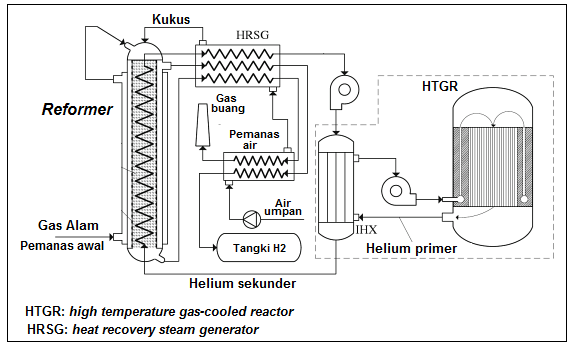 Kukus
HRSG
HTGR
Reformer
Gas
buang
Pemanas
air
Air
umpan
IHX
Gas Alam
Pemanas awal
Tangki H2
Helium primer
Helium sekunder
HTGR: high temperature gas-cooled reactor
HRSG: heat recovery steam generator